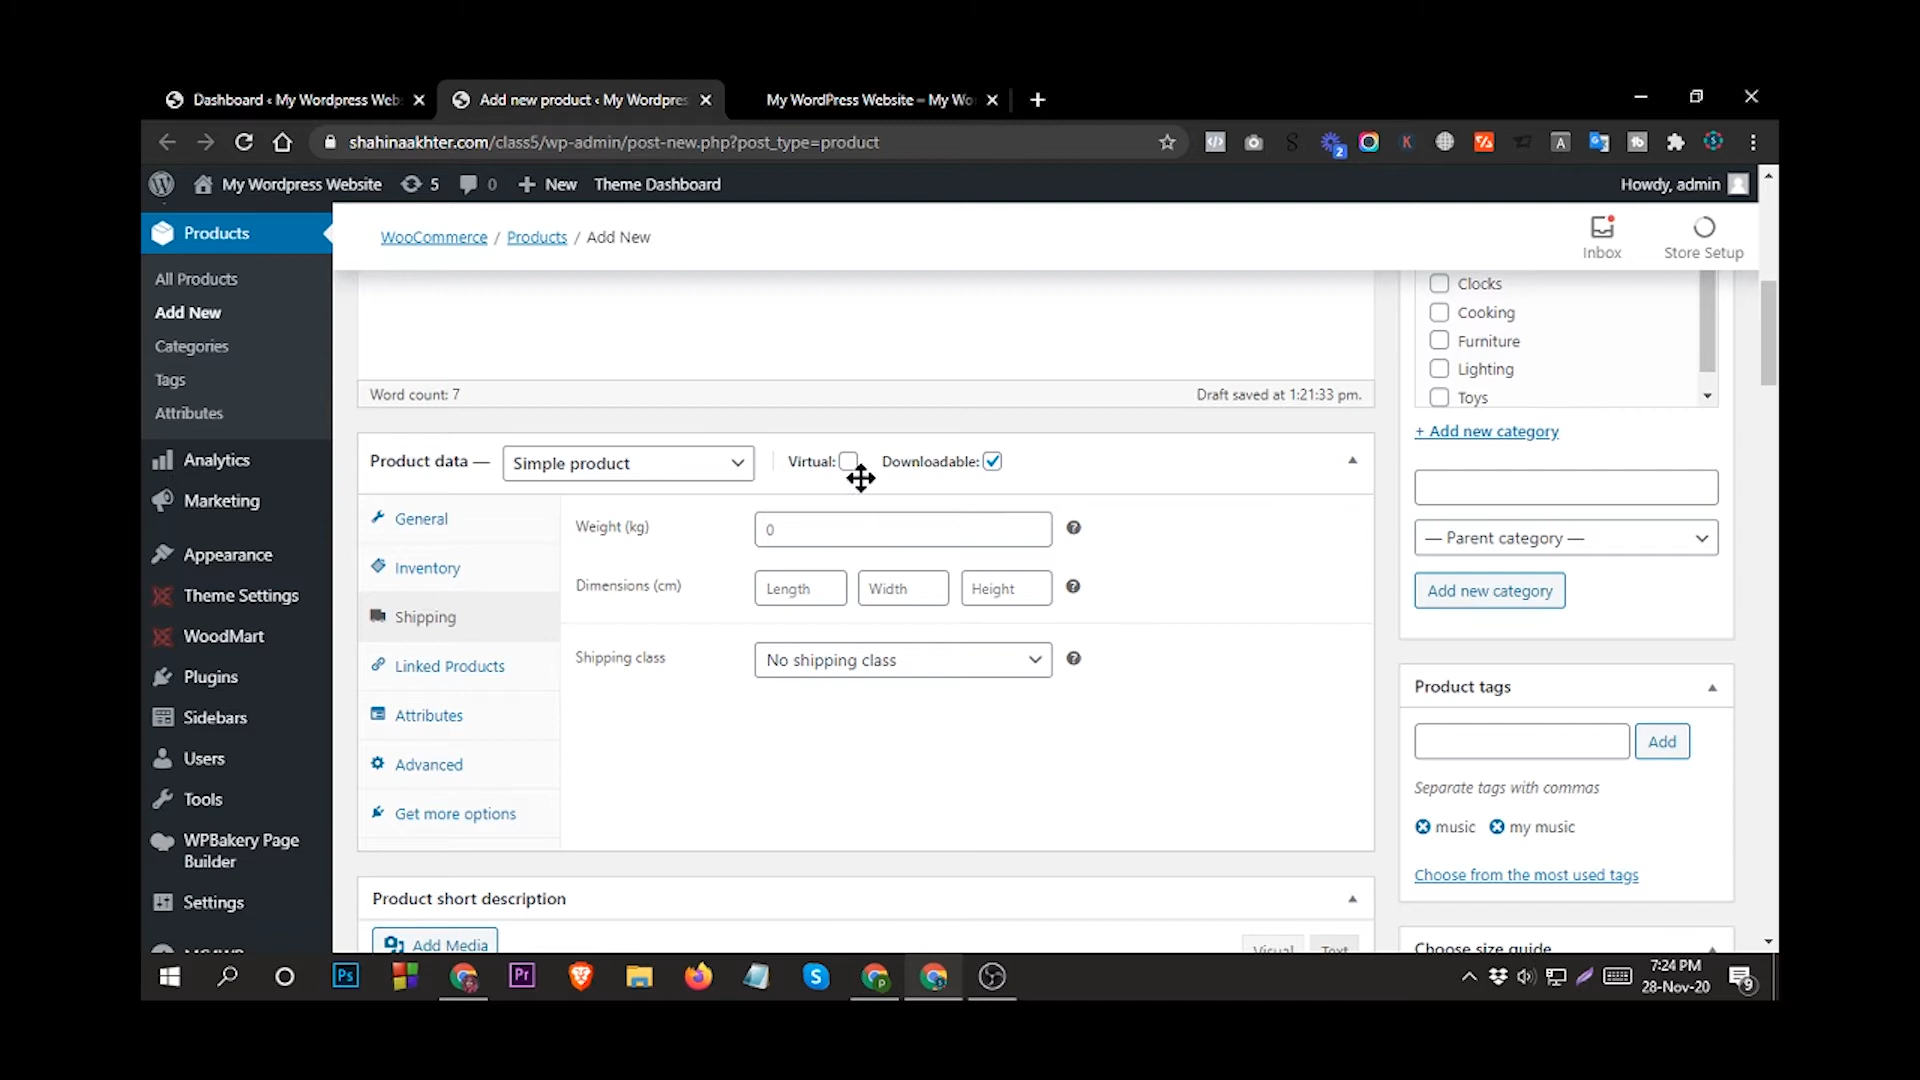 Dashboard ‹ My Wordpress Web
Add new product ‹ My Wordpres
My WordPress Website – My Wo
shahinaakhter.com/class5/wp-admin/post-new.php?post_type=product
My Wordpress Website
5
0
New
Theme Dashboard
Howdy, admin
Products
All Products
Add New
Categories
Tags
Attributes
Analytics
Marketing
Appearance
Theme Settings
WoodMart
Plugins
Sidebars
Users
Tools
WPBakery Page
Builder
Settings
WooCommerce / Products / Add New
Inbox
Store Setup
Word count: 7
Draft saved at 1:21:33 pm.
Product data —
Simple product
Virtual:
Downloadable:
General
Inventory
Shipping
Linked Products
Attributes
Advanced
Get more options
Weight (kg)
0
Dimensions (cm)
Length
Width
Height
Shipping class
No shipping class
Product short description
Add Media
Visual
Text
Clocks
Cooking
Furniture
Lighting
Toys
+ Add new category
— Parent category —
Add new category
Product tags
Add
Separate tags with commas
music
my music
Choose from the most used tags
Choose size guide
7:24 PM
28-Nov-20
9